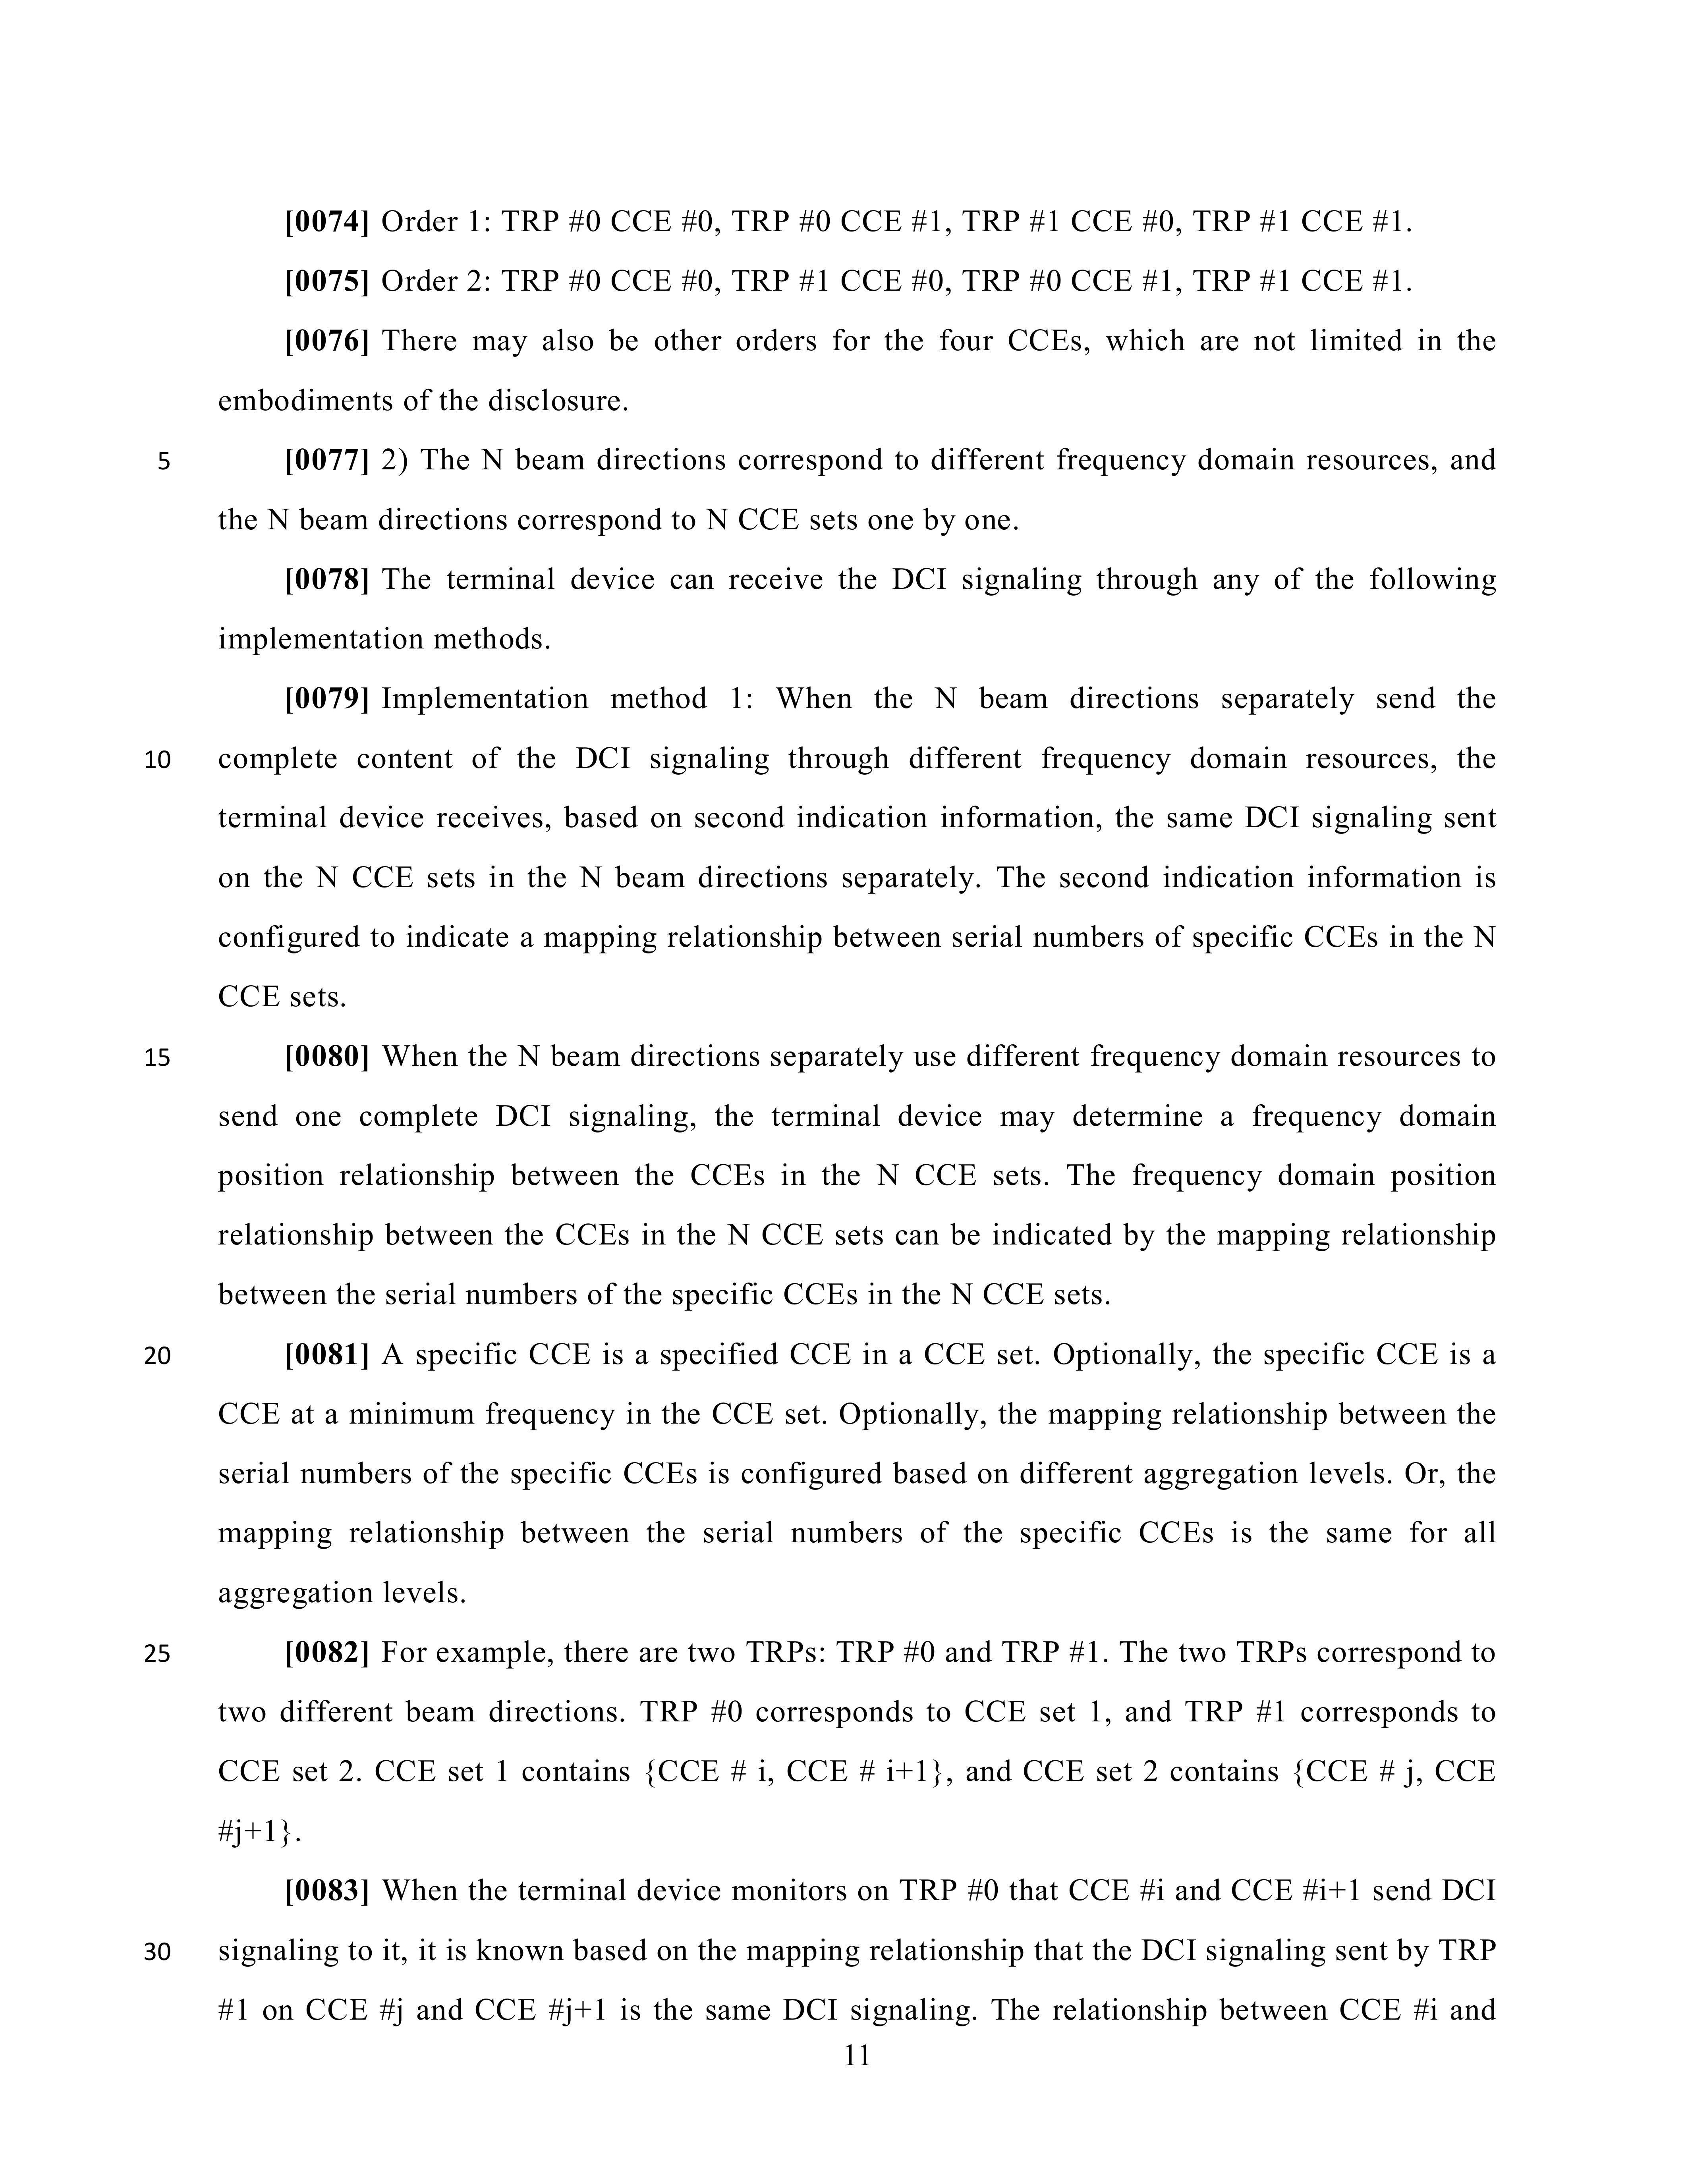 [0074] Order 1: TRP #0 CCE #0, TRP #0 CCE #1, TRP #1 CCE #0, TRP #1 CCE #1.
[0075] Order 2: TRP #0 CCE #0, TRP #1 CCE #0, TRP #0 CCE #1, TRP #1 CCE #1.
[0076] There may also be other orders for the four CCEs, which are not limited in the
embodiments of the disclosure.
5 [0077] 2) The N beam directions correspond to different frequency domain resources, and
the N beam directions correspond to N CCE sets one by one.
[0078] The terminal device can receive the DCI signaling through any of the following
implementation methods.
[0079] Implementation method 1: When the N beam directions separately send the
10 complete content of the DCI signaling through different frequency domain resources, the
terminal device receives, based on second indication information, the same DCI signaling sent
on the N CCE sets in the N beam directions separately. The second indication information is
configured to indicate a mapping relationship between serial numbers of specific CCEs in the N
CCE sets.
15 [0080] When the N beam directions separately use different frequency domain resources to
send one complete DCI signaling, the terminal device may determine a frequency domain
position relationship between the CCEs in the N CCE sets. The frequency domain position
relationship between the CCEs in the N CCE sets can be indicated by the mapping relationship
between the serial numbers of the specific CCEs in the N CCE sets.
20 [0081] A specific CCE is a specified CCE in a CCE set. Optionally, the specific CCE is a
CCE at a minimum frequency in the CCE set. Optionally, the mapping relationship between the
serial numbers of the specific CCEs is configured based on different aggregation levels. Or, the
mapping relationship between the serial numbers of the specific CCEs is the same for all
aggregation levels.
25 [0082] For example, there are two TRPs: TRP #0 and TRP #1. The two TRPs correspond to
two different beam directions. TRP #0 corresponds to CCE set 1, and TRP #1 corresponds to
CCE set 2. CCE set 1 contains {CCE # i, CCE # i+1}, and CCE set 2 contains {CCE # j, CCE
#j+1}.
[0083] When the terminal device monitors on TRP #0 that CCE #i and CCE #i+1 send DCI
30 signaling to it, it is known based on the mapping relationship that the DCI signaling sent by TRP
#1 on CCE #j and CCE #j+1 is the same DCI signaling. The relationship between CCE #i and
11